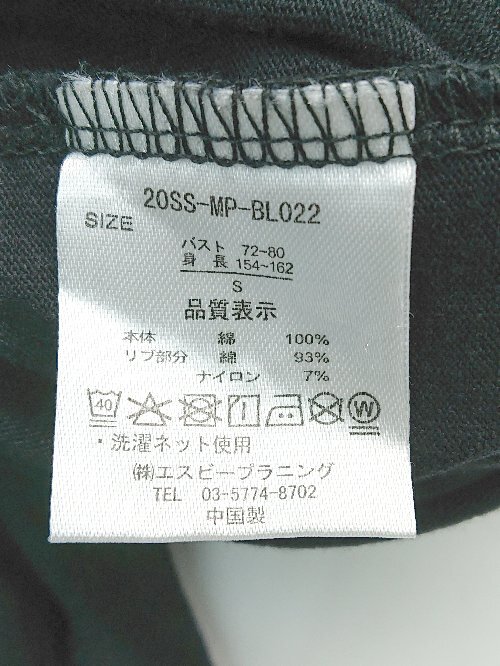 20SS-MP-BL022
SIZE
バスト 72~80
身 長 154~162
S
品質表示
本体 綿 100%
リブ部分 綿 93%
ナイロン 7%
40 W
・洗濯ネット使用
㈱エスピープラニング
TEL 03-5774-8702
中国製